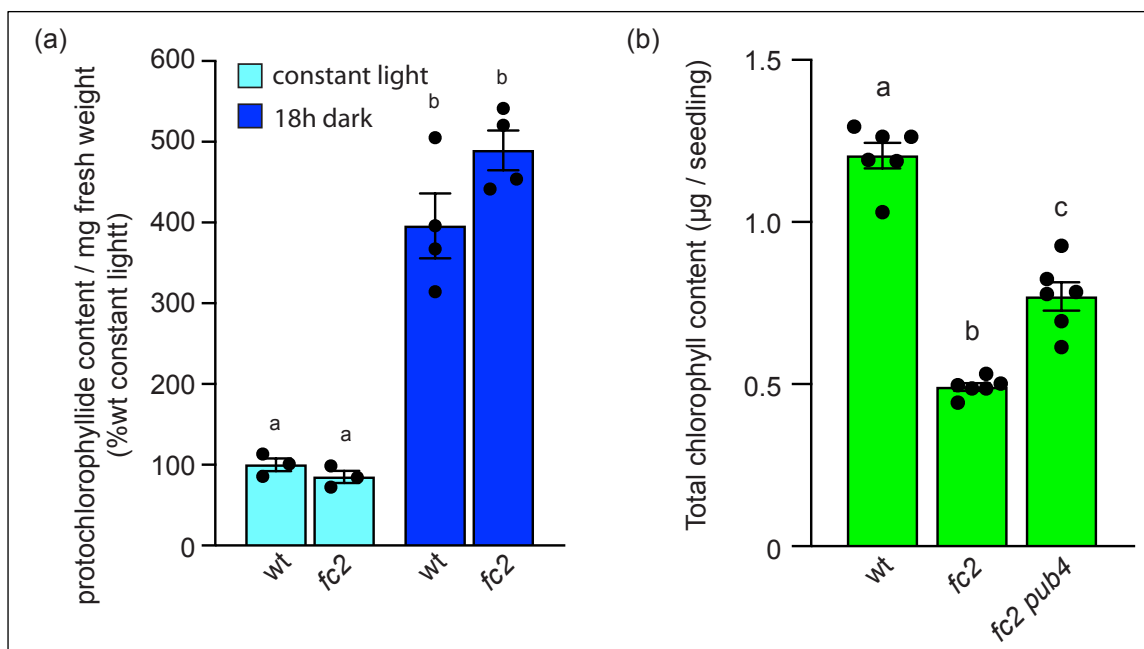 (a)
protochlorophyllide content / mg fresh weight
(%wt constant lightt)
600
500
400
300
200
100
0
constant light
18h dark
a
a
b
b
wt
fc2
wt
fc2
(b)
Total chlorophyll content (µg / seedling)
1.5
1.0
0.5
0
a
b
c
wt
fc2
fc2 pub4